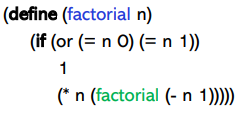 (define (factorial n)
(if (or (= n 0) (= n 1))
1
(* n (factorial (- n 1)))))